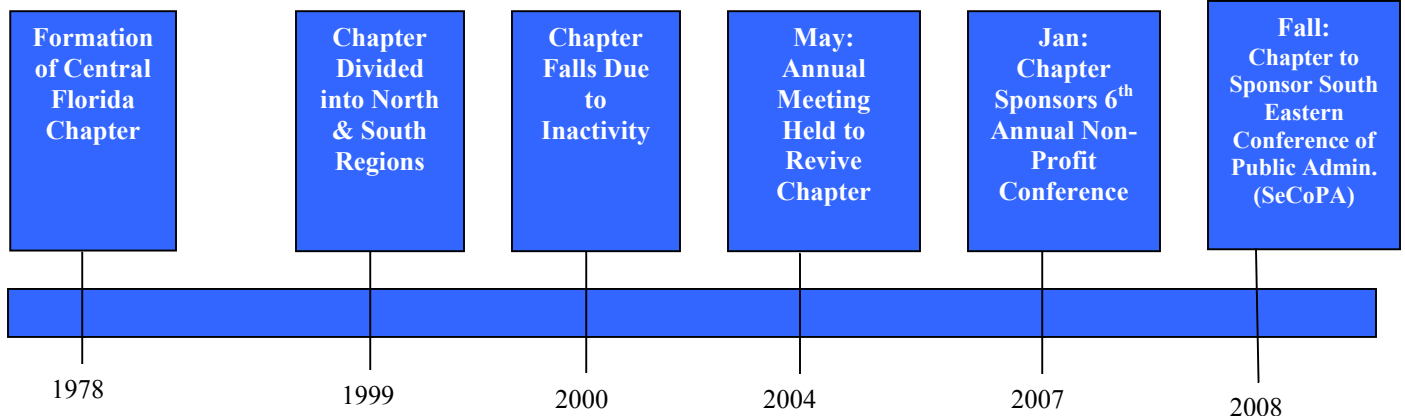 Formation
of Central
Florida
Chapter
Chapter
Divided
into North
& South
Regions
Chapter
Falls Due
to
Inactivity
May:
Annual
Meeting
Held to
Revive
Chapter
Jan:
Chapter
Sponsors 6th
Annual Non-
Profit
Conference
Fall:
Chapter to
Sponsor South
Eastern
Conference of
Public Admin.
(SeCoPA)
1978
1999
2000
2004
2007
2008